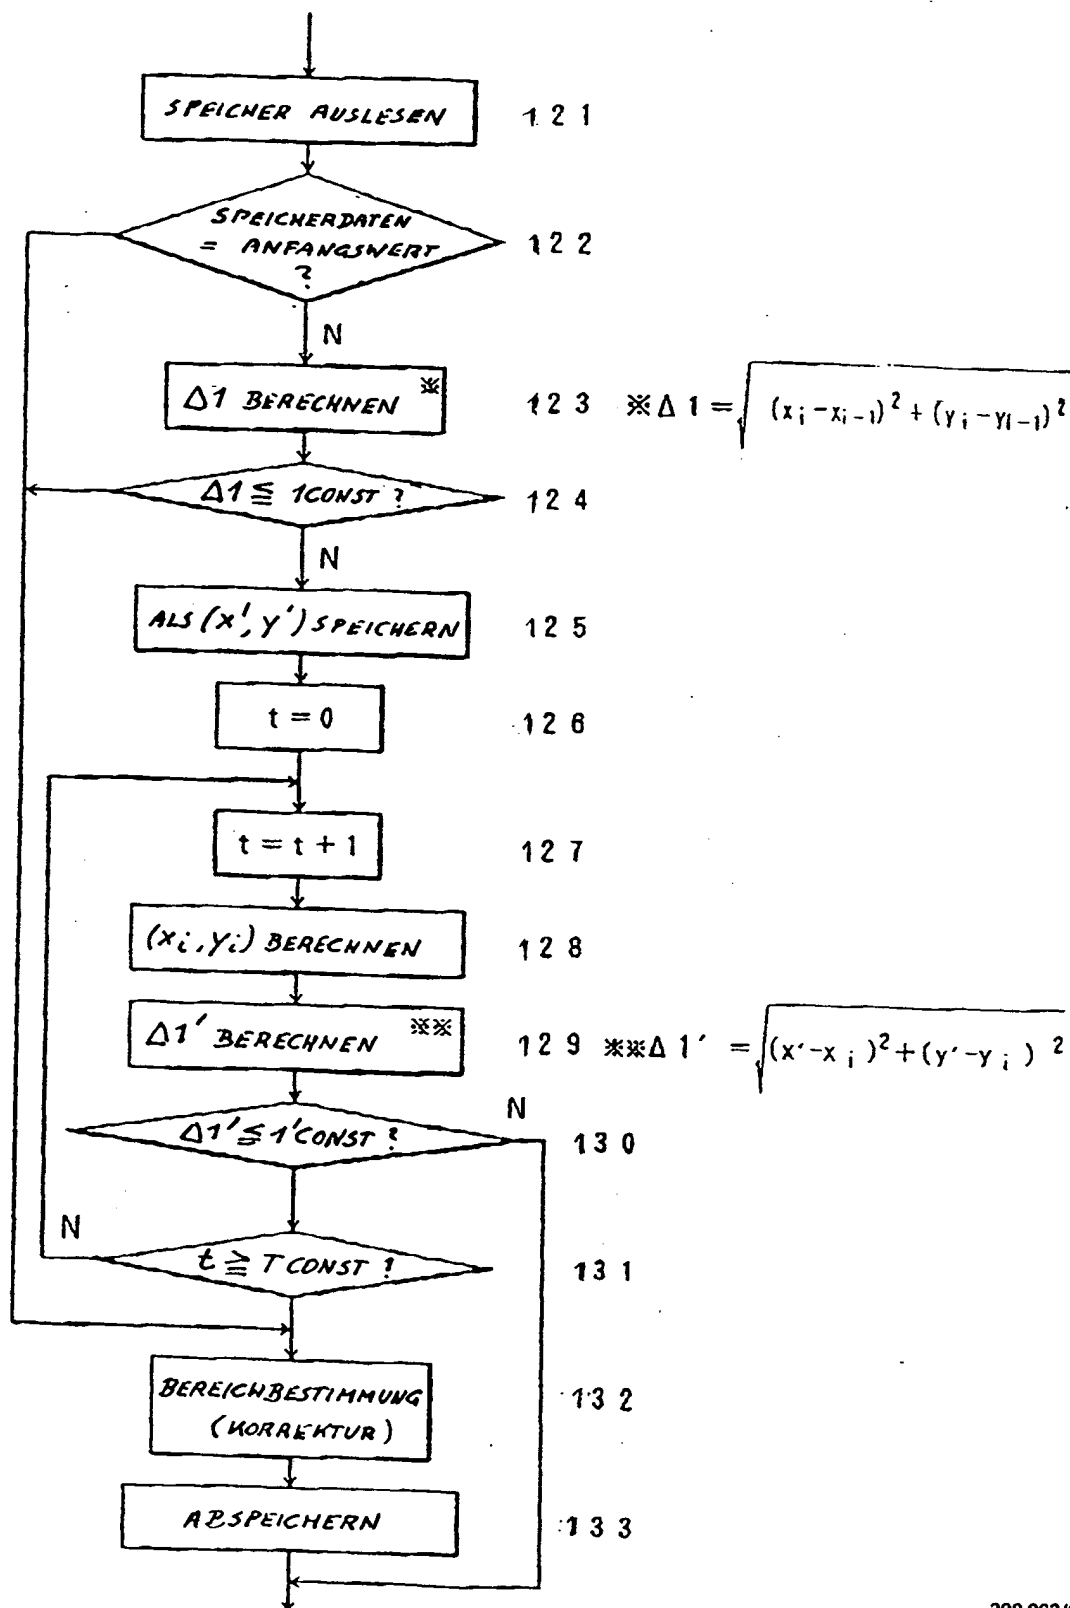 SPEICHER AUSLESEN 121
SPEICHERDATEN
= ANFANGSWERT 122
?
N
Δ1 BERECHNEN ※ 123 ※Δ1 = √(x_i − x_{i−1})² + (y_i − y_{i−1})²
Δ1 ≦ 1CONST ? 124
N
ALS (x', y') SPEICHERN 125
t = 0 126
t = t + 1 127
(x_i, y_i) BERECHNEN 128
Δ1' BERECHNEN ※※ 129 ※※Δ1' = √(x' − x_i)² + (y' − y_i)²
N
Δ1' ≦ 1'CONST ? 130
N
t ≧ T CONST ? 131
BEREICHBESTIMMUNG 132
(KORREKTUR)
ABSPEICHERN 133